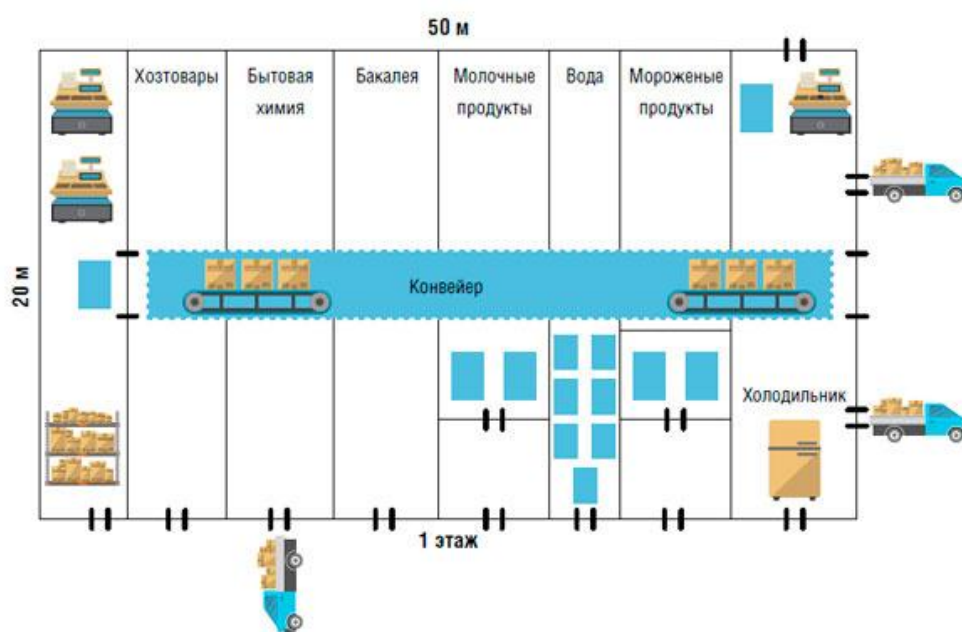 50 м
Хозтовары
Бытовая
химия
Бакалея
Молочные
продукты
Вода
Мороженые
продукты
20 м
Конвейер
Холодильник
1 этаж